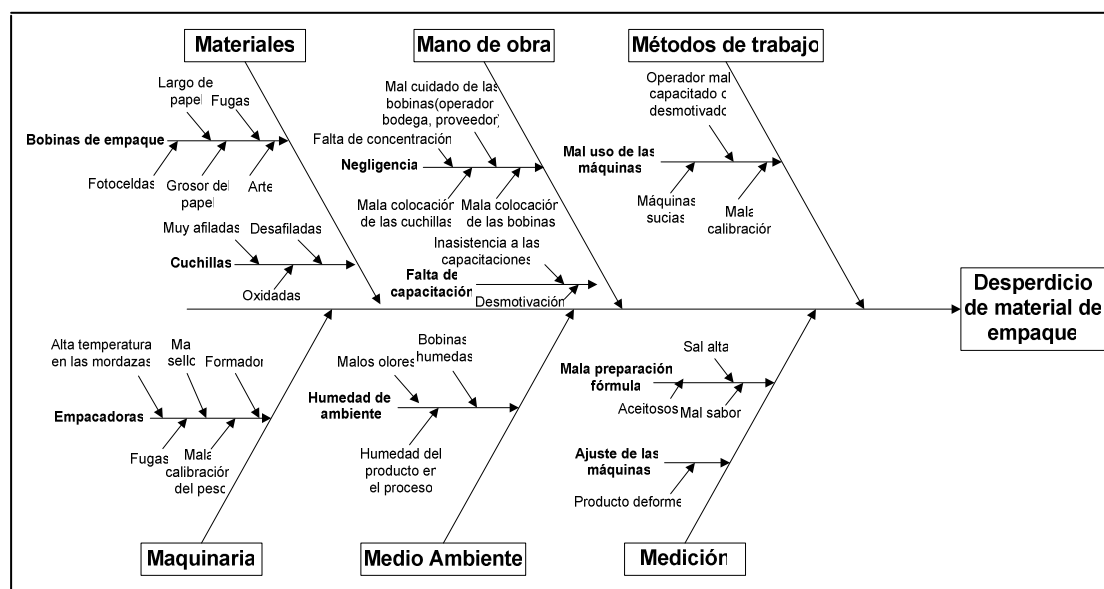 Materiales
Mano de obra
Métodos de trabajo
Largo de
papel
Fugas
Bobinas de empaque
Fotoceldas
Grosor del
papel
Arte
Muy afiladas
Desafiladas
Cuchillas
Oxidadas
Mal cuidado de las
bobinas(operador
bodega, proveedor)
Falta de concentración
Negligencia
Mala colocación
de las cuchillas
Mala colocación
de las bobinas
Inasistencia a las
capacitaciones
Falta de
capacitación
Desmotivación
Operador mal
capacitado o
desmotivado
Mal uso de las
máquinas
Máquinas
sucias
Mala
calibración
Desperdicio
de material de
empaque
Alta temperatura
en las mordazas
Ma
sello
Formador
Empacadoras
Fugas
Mala
calibración
del peso
Malos olores
Bobinas
humedas
Humedad de
ambiente
Humedad del
producto en
el proceso
Sal alta
Mala preparación
fórmula
Aceitosos
Mal sabor
Ajuste de las
máquinas
Producto deforme
Maquinaria
Medio Ambiente
Medición